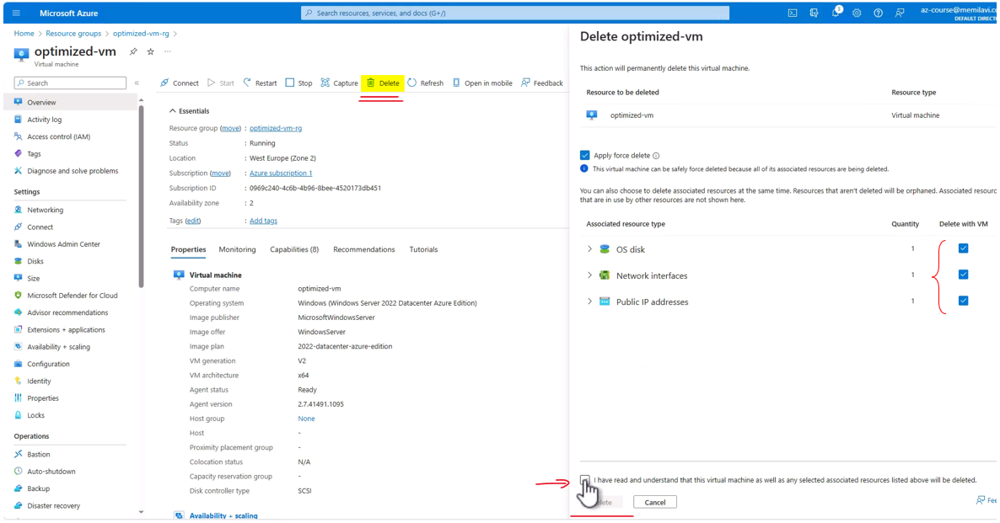 Microsoft Azure
Search resources, services, and docs (G+/)
3
az-course@memilavi.co
DEFAULT DIRECTO
Home > Resource groups > optimized-vm-rg >
optimized-vm
Virtual machine
Search
Overview
Activity log
Access control (IAM)
Tags
Diagnose and solve problems
Settings
Networking
Connect
Windows Admin Center
Disks
Size
Microsoft Defender for Cloud
Advisor recommendations
Extensions + applications
Availability + scaling
Configuration
Identity
Properties
Locks
Operations
Bastion
Auto-shutdown
Backup
Disaster recovery
Connect Start Restart Stop Capture Delete Refresh Open in mobile Feedback
Essentials
Resource group (move) : optimized-vm-rg
Status : Running
Location : West Europe (Zone 2)
Subscription (move) : Azure subscription 1
Subscription ID : 0969c240-4c6b-4b96-8bee-4520173db451
Availability zone : 2
Tags (edit) : Add tags
Properties Monitoring Capabilities (8) Recommendations Tutorials
Virtual machine
Computer name optimized-vm
Operating system Windows (Windows Server 2022 Datacenter Azure Edition)
Image publisher MicrosoftWindowsServer
Image offer WindowsServer
Image plan 2022-datacenter-azure-edition
VM generation V2
VM architecture x64
Agent status Ready
Agent version 2.7.41491.1095
Host group None
Host -
Proximity placement group -
Colocation status N/A
Capacity reservation group -
Disk controller type SCSI
Availability + scaling
Delete optimized-vm
This action will permanently delete this virtual machine.
Resource to be deleted Resource type
optimized-vm Virtual machine
Apply force delete
This virtual machine can be safely force deleted because all of its associated resources are being deleted.
You can also choose to delete associated resources at the same time. Resources that aren't deleted will be orphaned. Associated resourc
that are in use by other resources are not shown here.
Associated resource type Quantity Delete with VM
OS disk 1
Network interfaces 1
Public IP addresses 1
I have read and understand that this virtual machine as well as any selected associated resources listed above will be deleted.
Cancel
Fee